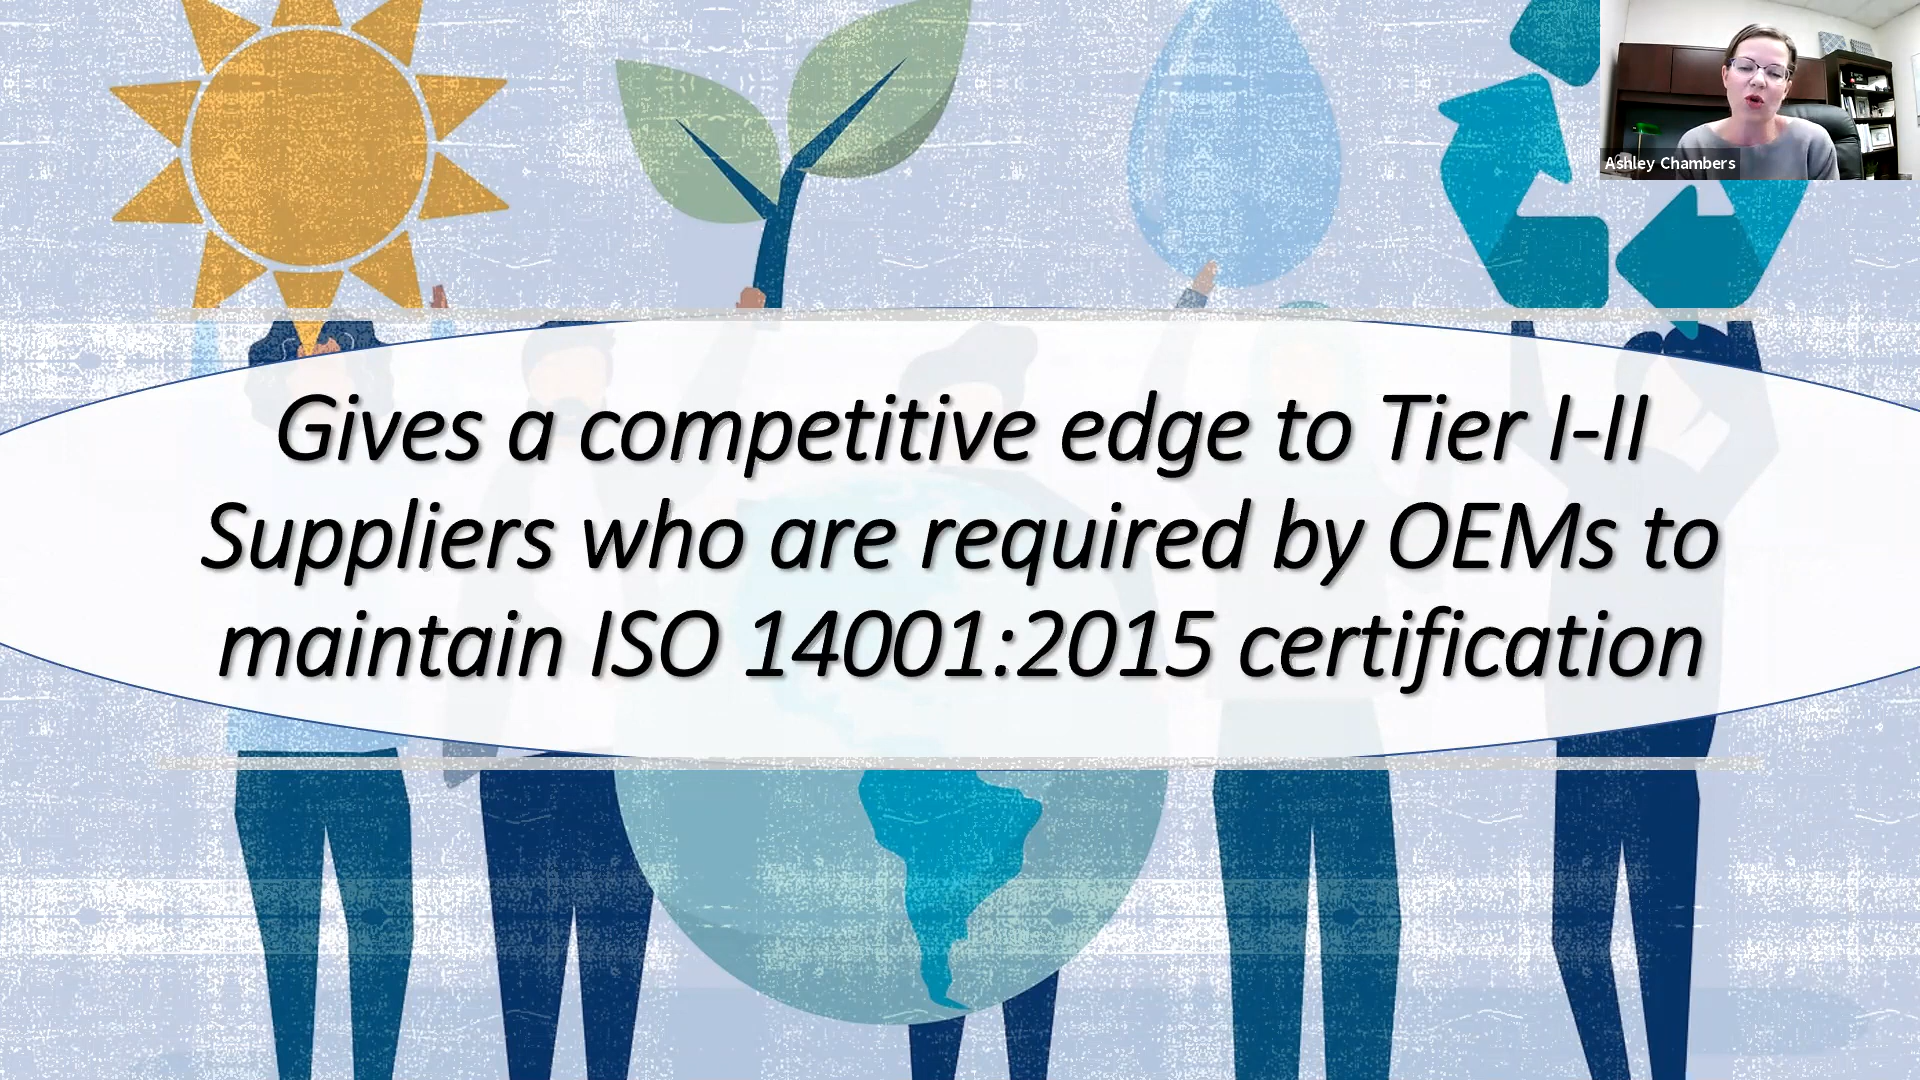 Ashley Chambers
Gives a competitive edge to Tier I-II
Suppliers who are required by OEMs to
maintain ISO 14001:2015 certification